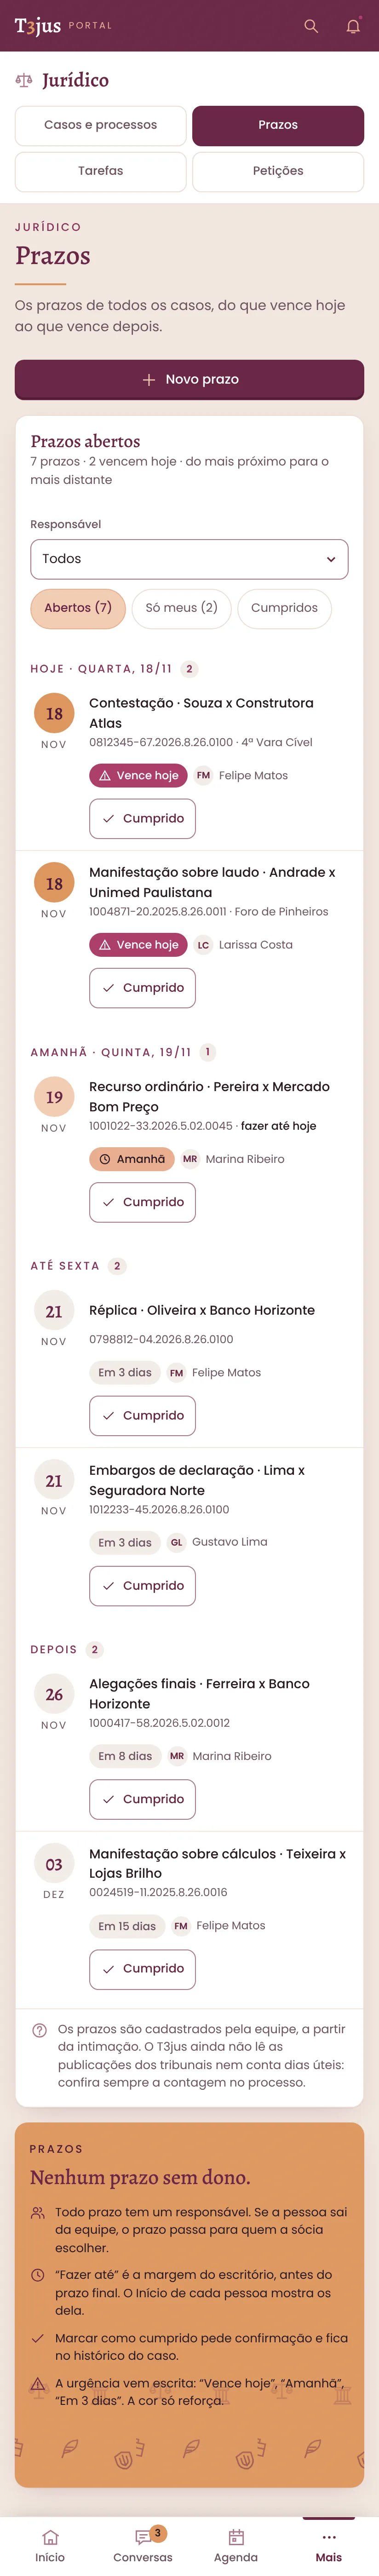 T3jus PORTAL
Jurídico
Casos e processos
Prazos
Tarefas
Petições
JURÍDICO
Prazos
Os prazos de todos os casos, do que vence hoje
ao que vence depois.
Novo prazo
Prazos abertos
7 prazos · 2 vencem hoje · do mais próximo para o
mais distante
Responsável
Todos
Abertos (7)
Só meus (2)
Cumpridos
HOJE · QUARTA, 18/11 2
18
NOV
Contestação · Souza x Construtora
Atlas
0812345-67.2026.8.26.0100 · 4ª Vara Cível
Vence hoje FM Felipe Matos
Cumprido
18
NOV
Manifestação sobre laudo · Andrade x
Unimed Paulistana
1004871-20.2025.8.26.0011 · Foro de Pinheiros
Vence hoje LC Larissa Costa
Cumprido
AMANHÃ · QUINTA, 19/11 1
19
NOV
Recurso ordinário · Pereira x Mercado
Bom Preço
1001022-33.2026.5.02.0045 · fazer até hoje
Amanhã MR Marina Ribeiro
Cumprido
ATÉ SEXTA 2
21
NOV
Réplica · Oliveira x Banco Horizonte
0798812-04.2026.8.26.0100
Em 3 dias FM Felipe Matos
Cumprido
21
NOV
Embargos de declaração · Lima x
Seguradora Norte
1012233-45.2026.8.26.0100
Em 3 dias GL Gustavo Lima
Cumprido
DEPOIS 2
26
NOV
Alegações finais · Ferreira x Banco
Horizonte
1000417-58.2026.5.02.0012
Em 8 dias MR Marina Ribeiro
Cumprido
03
DEZ
Manifestação sobre cálculos · Teixeira x
Lojas Brilho
0024519-11.2025.8.26.0016
Em 15 dias FM Felipe Matos
Cumprido
Os prazos são cadastrados pela equipe, a partir
da intimação. O T3jus ainda não lê as
publicações dos tribunais nem conta dias úteis:
confira sempre a contagem no processo.
PRAZOS
Nenhum prazo sem dono.
Todo prazo tem um responsável. Se a pessoa sai
da equipe, o prazo passa para quem a sócia
escolher.
“Fazer até” é a margem do escritório, antes do
prazo final. O Início de cada pessoa mostra os
dela.
Marcar como cumprido pede confirmação e fica
no histórico do caso.
A urgência vem escrita: “Vence hoje”, “Amanhã”,
“Em 3 dias”. A cor só reforça.
3
Início
Conversas
Agenda
Mais